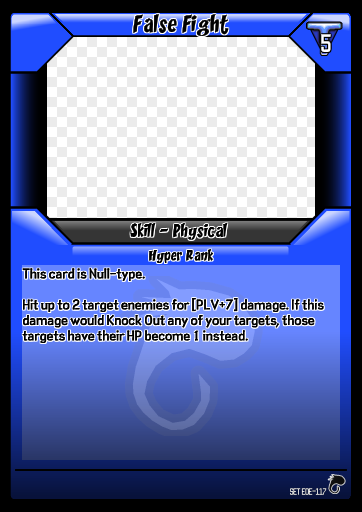 False Fight
5
Skill - Physical
Hyper Rank
This card is Null-type.
Hit up to 2 target enemies for [PLV+7] damage. If this
damage would Knock Out any of your targets, those
targets have their HP become 1 instead.
SET EOE-117